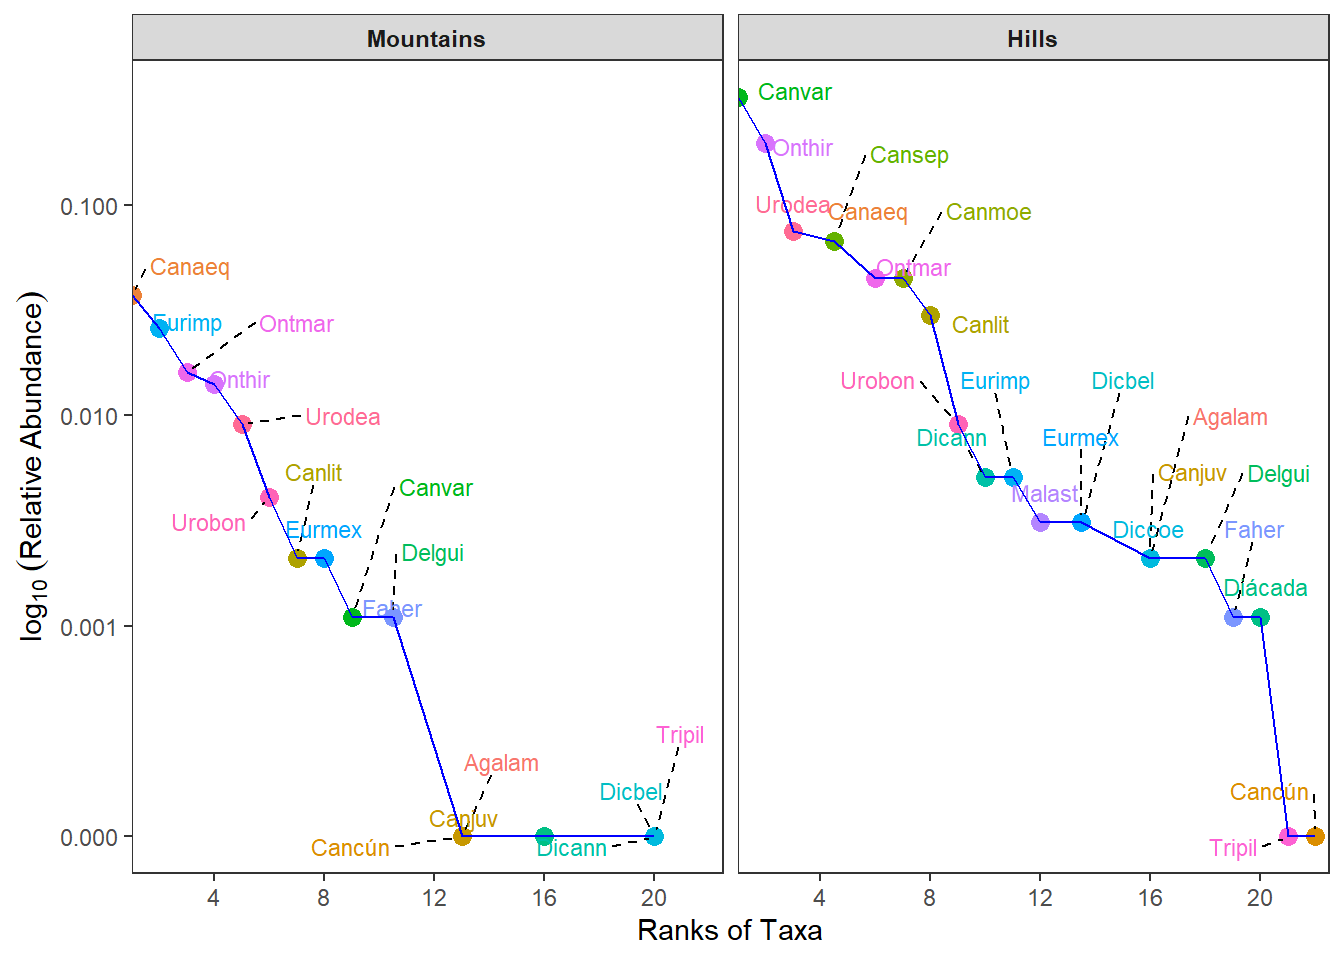 Mountains
Hills
log10(Relative Abundance)
0.100
0.010
0.001
0.000
Canaeq
Eurimp
Ontmar
Onthir
Urodea
Canlit
Urobon
Eurmex
Canvar
Delgui
Faher
Tripil
Agalam
Dicbel
Canjuv
Cancún
Dicann
4
8
12
16
20
Canvar
Onthir
Cansep
Urodea
Canaeq
Canmoe
Ontmar
Canlit
Urobon
Eurimp
Dicbel
Agalam
Dicann
Eurmex
Canjuv
Delgui
Malast
Diccoe
Faher
Diácada
Cancún
Tripil
4
8
12
16
20
Ranks of Taxa